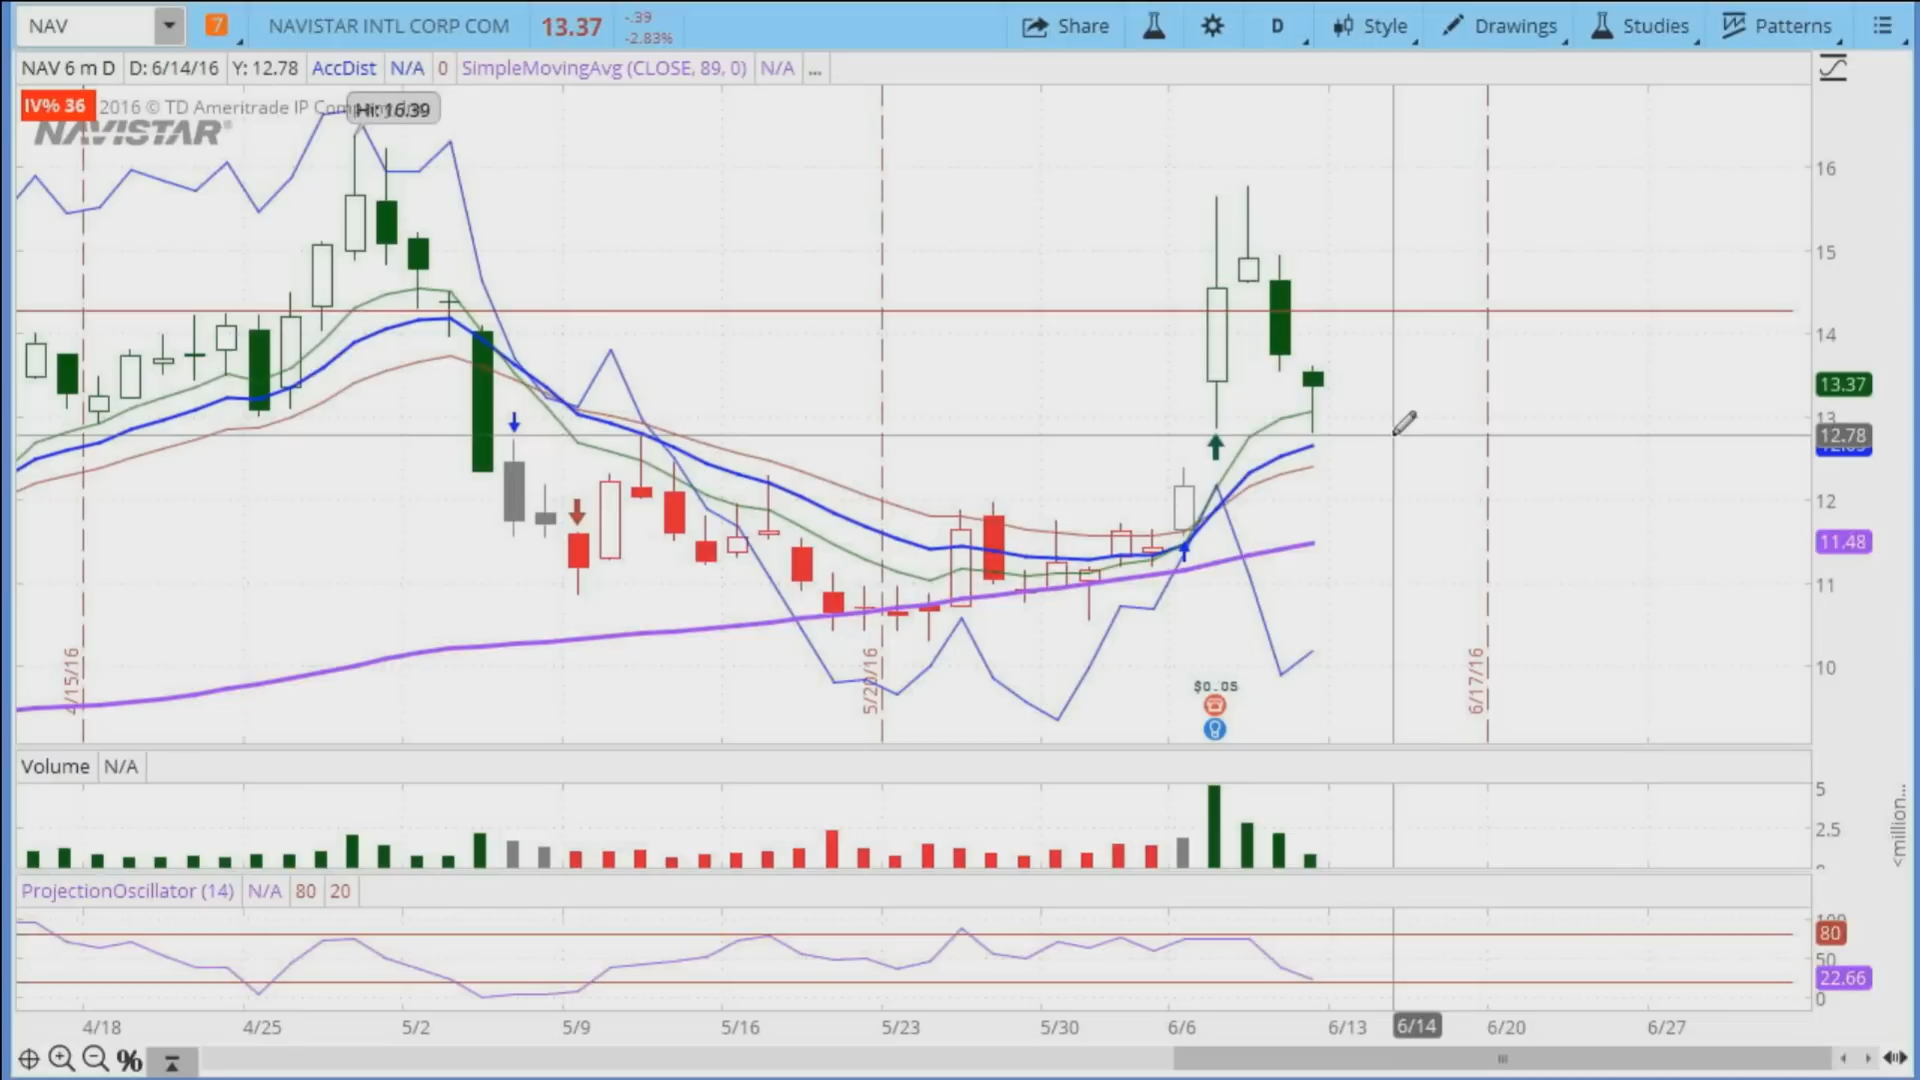 NAV 7 NAVISTAR INTL CORP COM 13.37 -.39 -2.83% Share D Style Drawings Studies Patterns
NAV 6 m D D: 6/14/16 Y: 12.78 AccDist N/A 0 SimpleMovingAvg (CLOSE, 89, 0) N/A ...
IV% 36 2016 © TD Ameritrade IP Comp
Hi: 16.39
NAVISTAR®
16
15
14
13.37
13
12.78
12
11.48
11
10
4/15/16
5/20/16
6/17/16
$0.05
Volume N/A
5
2.5
<million...
ProjectionOscillator (14) N/A 80 20
100
80
50
22.66
0
4/18 4/25 5/2 5/9 5/16 5/23 5/30 6/6 6/13 6/14 6/20 6/27
%